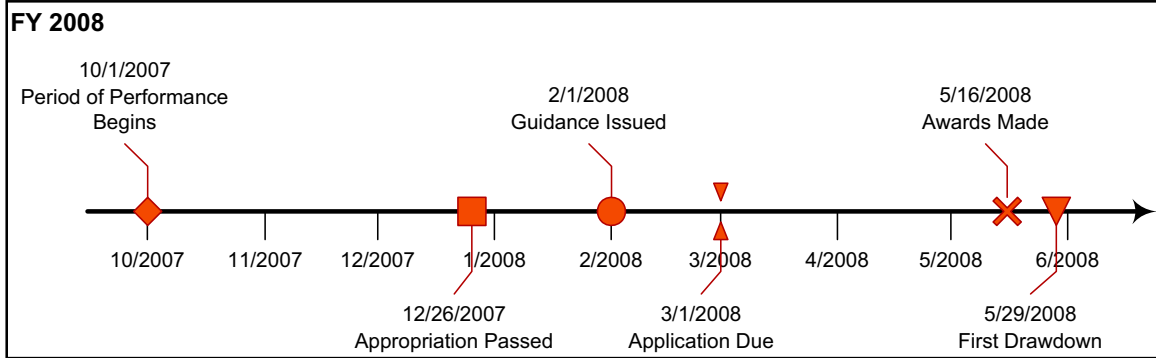 FY 2008
10/1/2007
Period of Performance
Begins
2/1/2008
Guidance Issued
5/16/2008
Awards Made
10/2007
11/2007
12/2007
1/2008
2/2008
3/2008
4/2008
5/2008
6/2008
12/26/2007
Appropriation Passed
3/1/2008
Application Due
5/29/2008
First Drawdown